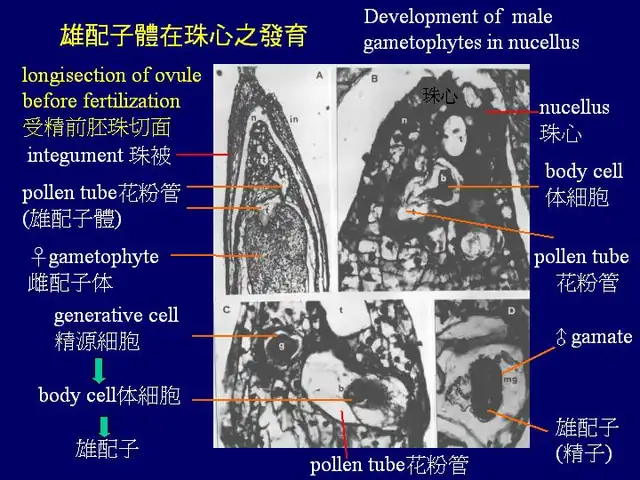 雄配子體在珠心之發育
Development of male
gametophytes in nucellus
longisection of ovule
before fertilization
受精前胚珠切面
integument 珠被
pollen tube花粉管
(雄配子體)
♀gametophyte
雌配子体
generative cell
精源細胞
body cell体細胞
雄配子
A
n
in
B
珠心
n
t
b
C
t
g
b
D
mg
nucellus
珠心
body cell
体細胞
pollen tube
花粉管
♂gamate
雄配子
(精子)
pollen tube花粉管